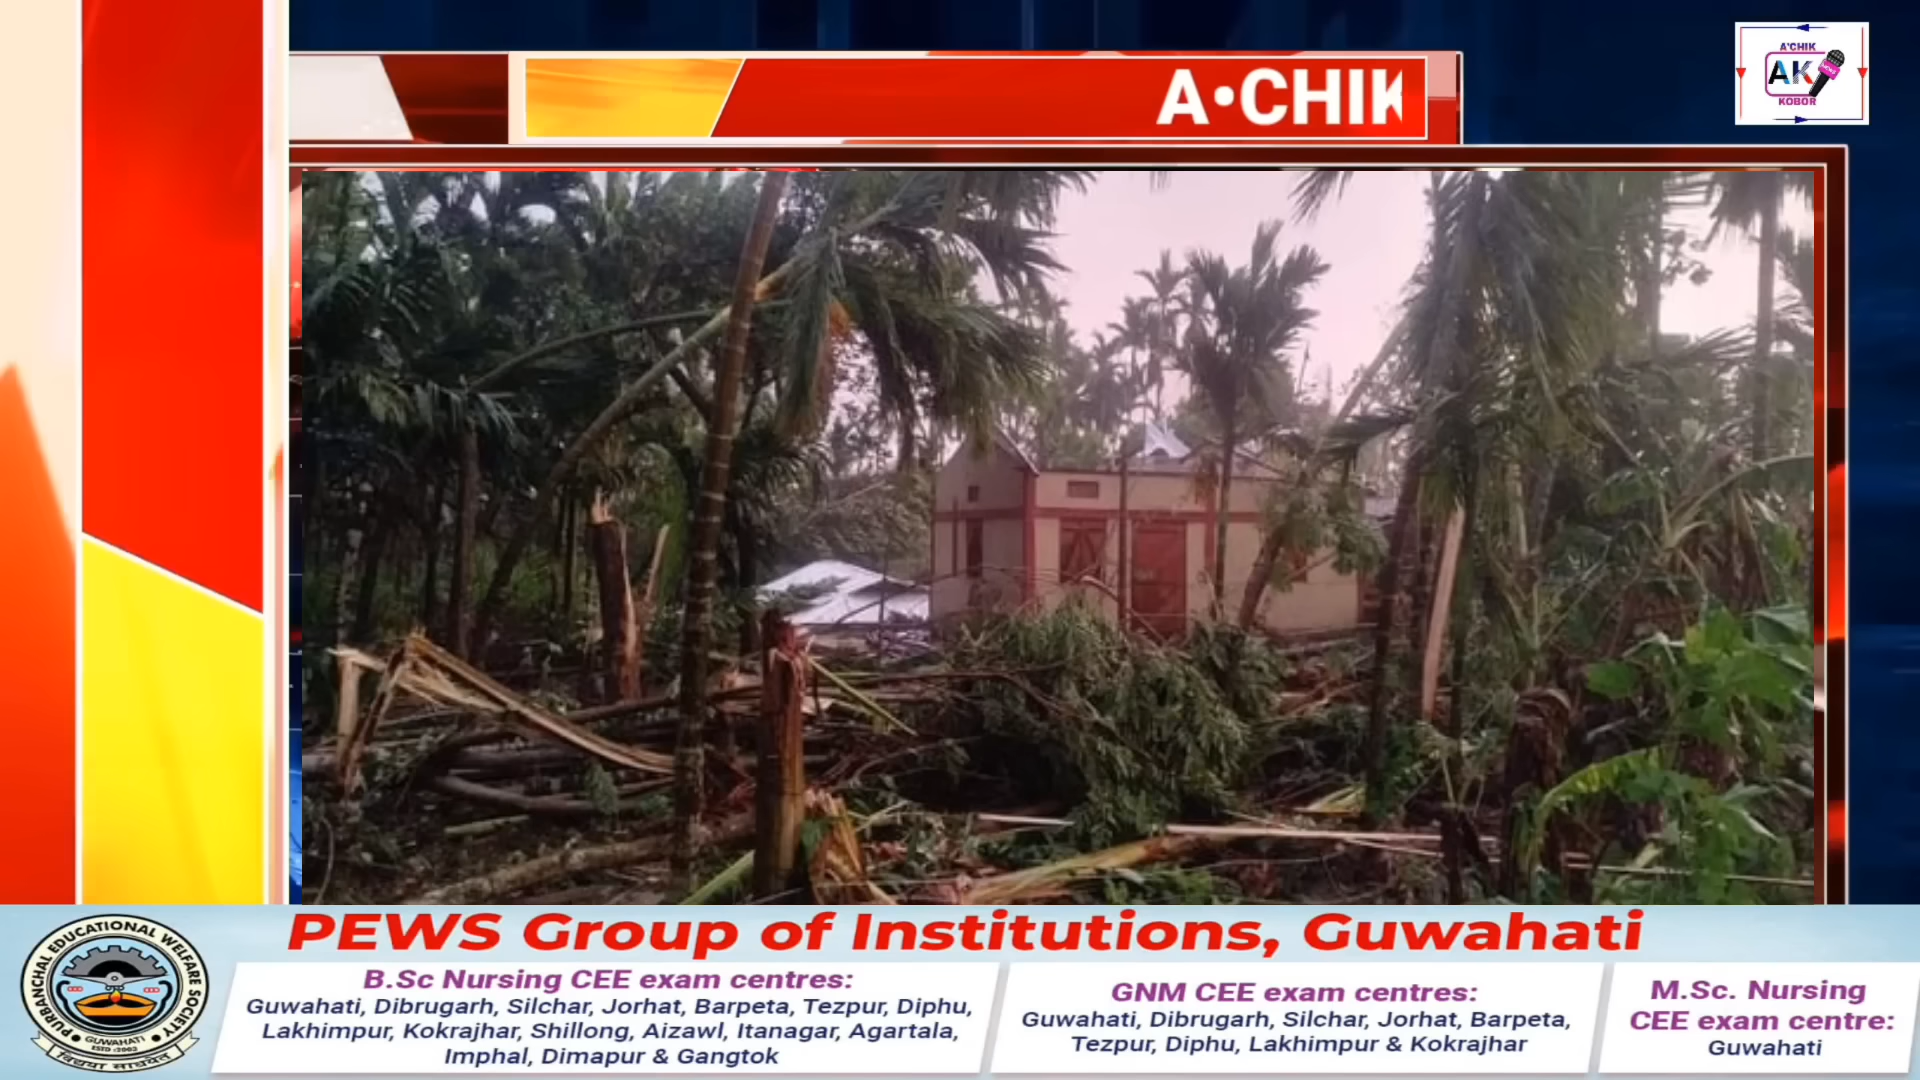 A•CHIK
A'CHIK
AK
KOBOR
PEWS Group of Institutions, Guwahati
B.Sc Nursing CEE exam centres:
Guwahati, Dibrugarh, Silchar, Jorhat, Barpeta, Tezpur, Diphu,
Lakhimpur, Kokrajhar, Shillong, Aizawl, Itanagar, Agartala,
Imphal, Dimapur & Gangtok
GNM CEE exam centres:
Guwahati, Dibrugarh, Silchar, Jorhat, Barpeta,
Tezpur, Diphu, Lakhimpur & Kokrajhar
M.Sc. Nursing
CEE exam centre:
Guwahati
PURBANCHAL EDUCATIONAL WELFARE SOCIETY
GUWAHATI
ESTD :2003